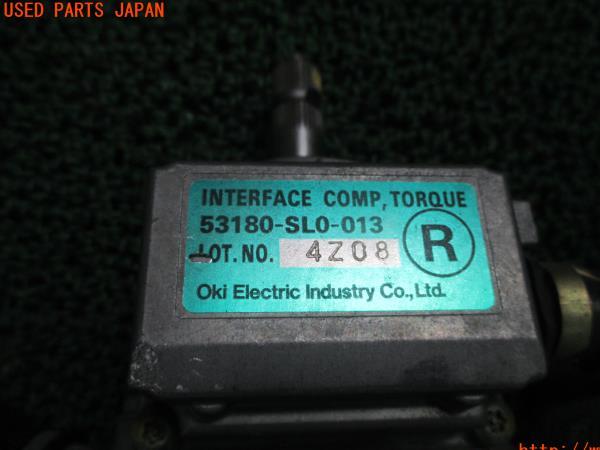 USED PARTS JAPAN
INTERFACE COMP, TORQUE
53180-SL0-013
LOT. NO. 4Z08
R
Oki Electric Industry Co., Ltd.